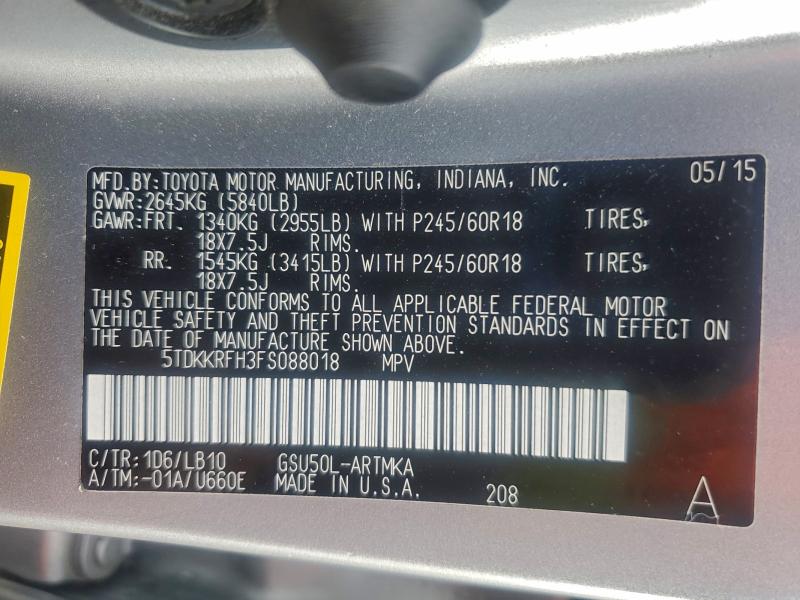 MFD.BY:TOYOTA MOTOR MANUFACTURING, INDIANA, INC. 05/15
GVWR:2645KG (5840LB)
GAWR:FRT. 1340KG (2955LB) WITH P245/60R18 TIRES,
18X7.5J RIMS.
RR. 1545KG (3415LB) WITH P245/60R18 TIRES,
18X7.5J RIMS.
THIS VEHICLE CONFORMS TO ALL APPLICABLE FEDERAL MOTOR
VEHICLE SAFETY AND THEFT PREVENTION STANDARDS IN EFFECT ON
THE DATE OF MANUFACTURE SHOWN ABOVE.
5TDKKRFH3FS088018 MPV
C/TR:1D6/LB10 GSU50L-ARTMKA
A/TM:-01A/U660E MADE IN U.S.A. 208 A